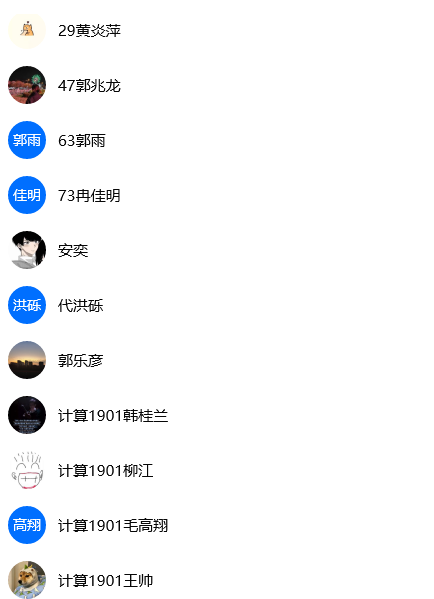 29黄炎萍
47郭兆龙
郭雨 63郭雨
佳明 73冉佳明
安奕
洪砾 代洪砾
郭乐彦
计算1901韩桂兰
计算1901柳江
高翔 计算1901毛高翔
计算1901王帅